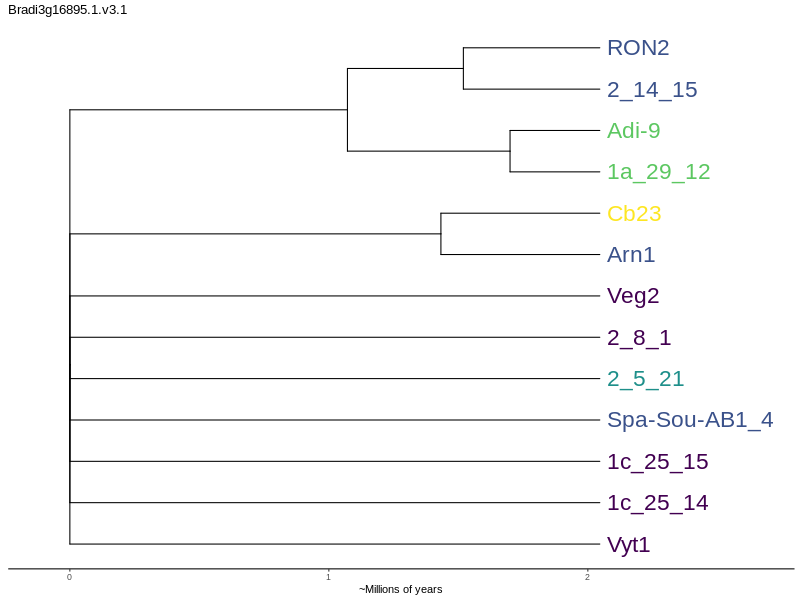 Bradi3g16895.1.v3.1
RON2
2_14_15
Adi-9
1a_29_12
Cb23
Arn1
Veg2
2_8_1
2_5_21
Spa-Sou-AB1_4
1c_25_15
1c_25_14
Vyt1
0 1 2
~Millions of years